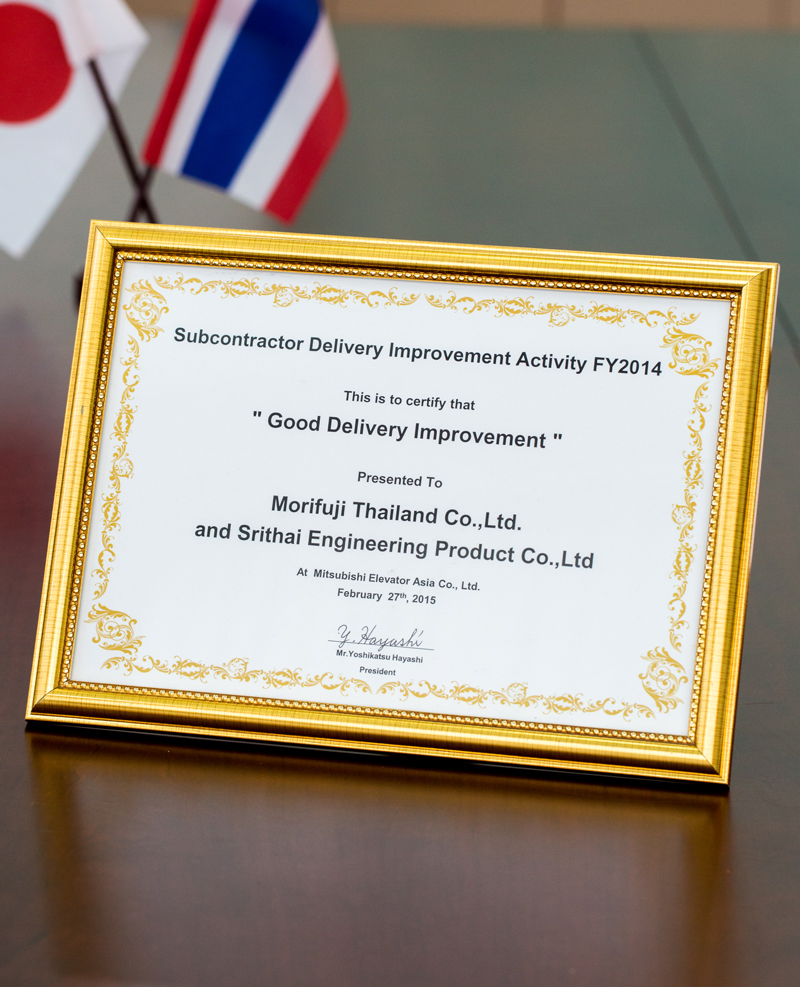 Subcontractor Delivery Improvement Activity FY2014
This is to certify that
" Good Delivery Improvement "
Presented To
Morifuji Thailand Co.,Ltd.
and Srithai Engineering Product Co.,Ltd
At Mitsubishi Elevator Asia Co., Ltd.
February 27th, 2015
Y. Hayashi
Mr.Yoshikatsu Hayashi
President